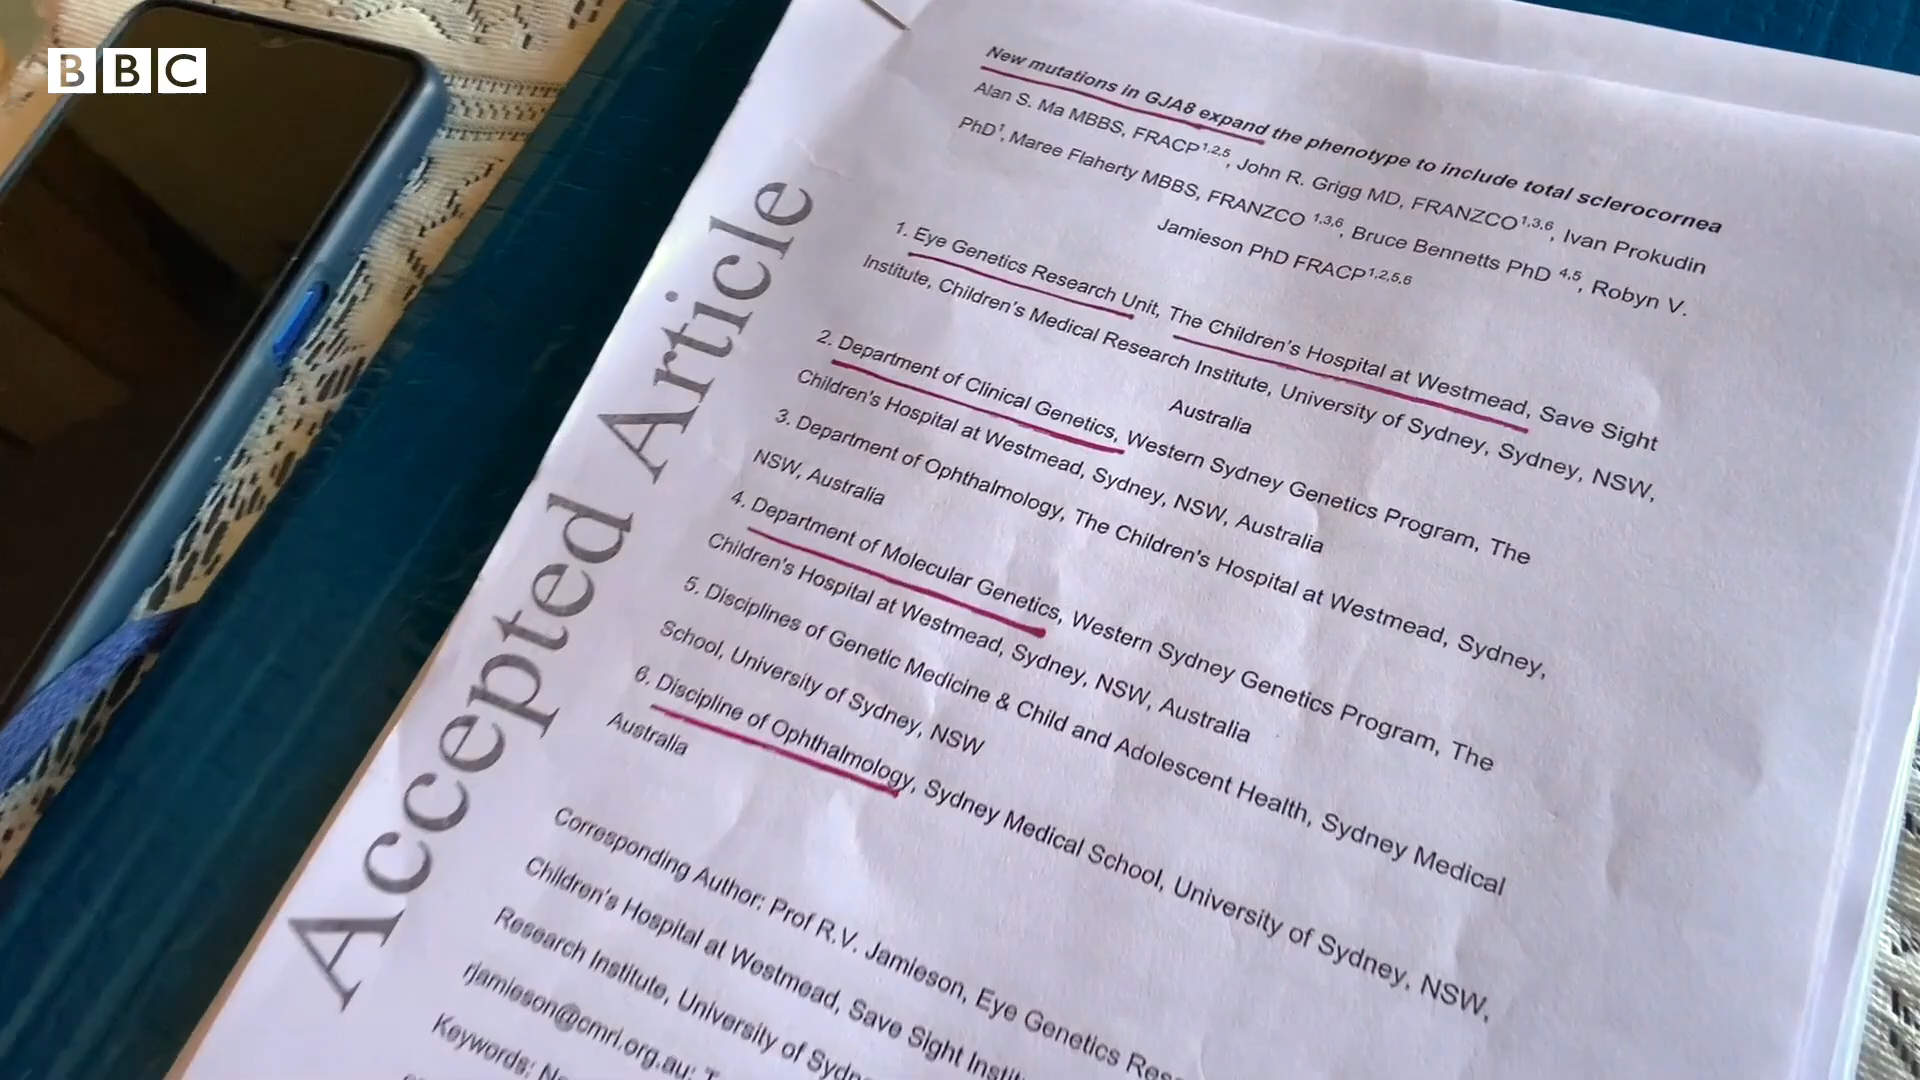 BBC
Accepted Article
New mutations in GJA8 expand the phenotype to include total sclerocornea
Alan S. Ma MBBS, FRACP1,2,5, John R. Grigg MD, FRANZCO1,3,6, Ivan Prokudin
PhD1, Maree Flaherty MBBS, FRANZCO 1,3,6, Bruce Bennetts PhD 4,5, Robyn V.
Jamieson PhD FRACP1,2,5,6
1. Eye Genetics Research Unit, The Children's Hospital at Westmead, Save Sight
Institute, Children's Medical Research Institute, University of Sydney, Sydney, NSW,
Australia
2. Department of Clinical Genetics, Western Sydney Genetics Program, The
Children's Hospital at Westmead, Sydney, NSW, Australia
3. Department of Ophthalmology, The Children's Hospital at Westmead, Sydney,
NSW, Australia
4. Department of Molecular Genetics, Western Sydney Genetics Program, The
Children's Hospital at Westmead, Sydney, NSW, Australia
5. Disciplines of Genetic Medicine & Child and Adolescent Health, Sydney Medical
School, University of Sydney, NSW
6. Discipline of Ophthalmology, Sydney Medical School, University of Sydney, NSW,
Australia
Corresponding Author: Prof R.V. Jamieson, Eye Genetics Res
Children's Hospital at Westmead, Save Sight Instit
Research Institute, University of Sydn
rjamieson@cmri.org.au; T
Keywords: